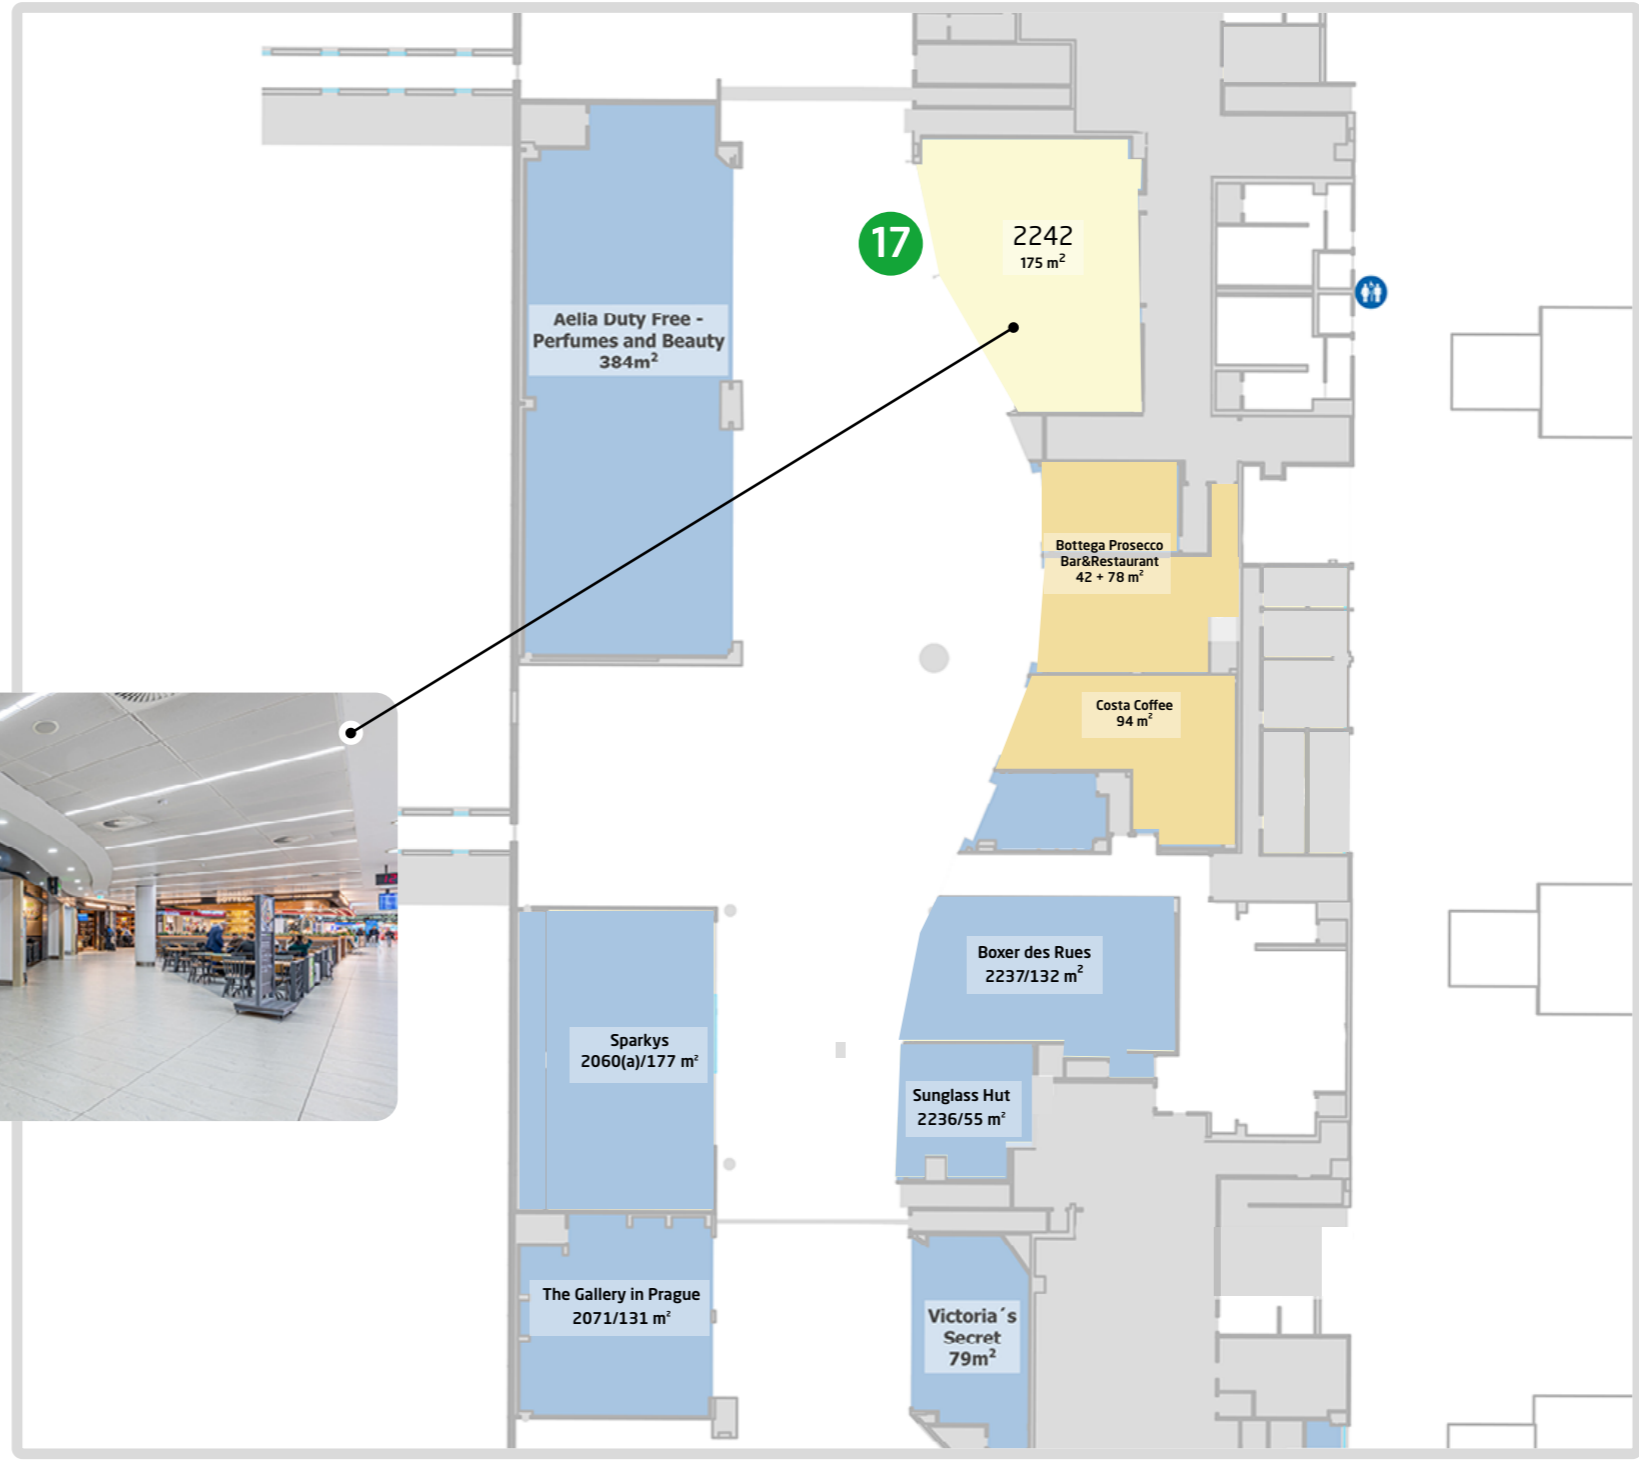 17
2242
175 m²
Aelia Duty Free -
Perfumes and Beauty
384m²
Bottega Prosecco
Bar&Restaurant
42 + 78 m²
Costa Coffee
94 m²
Boxer des Rues
2237/132 m²
Sparkys
2060(a)/177 m²
Sunglass Hut
2236/55 m²
The Gallery in Prague
2071/131 m²
Victoria´s
Secret
79m²